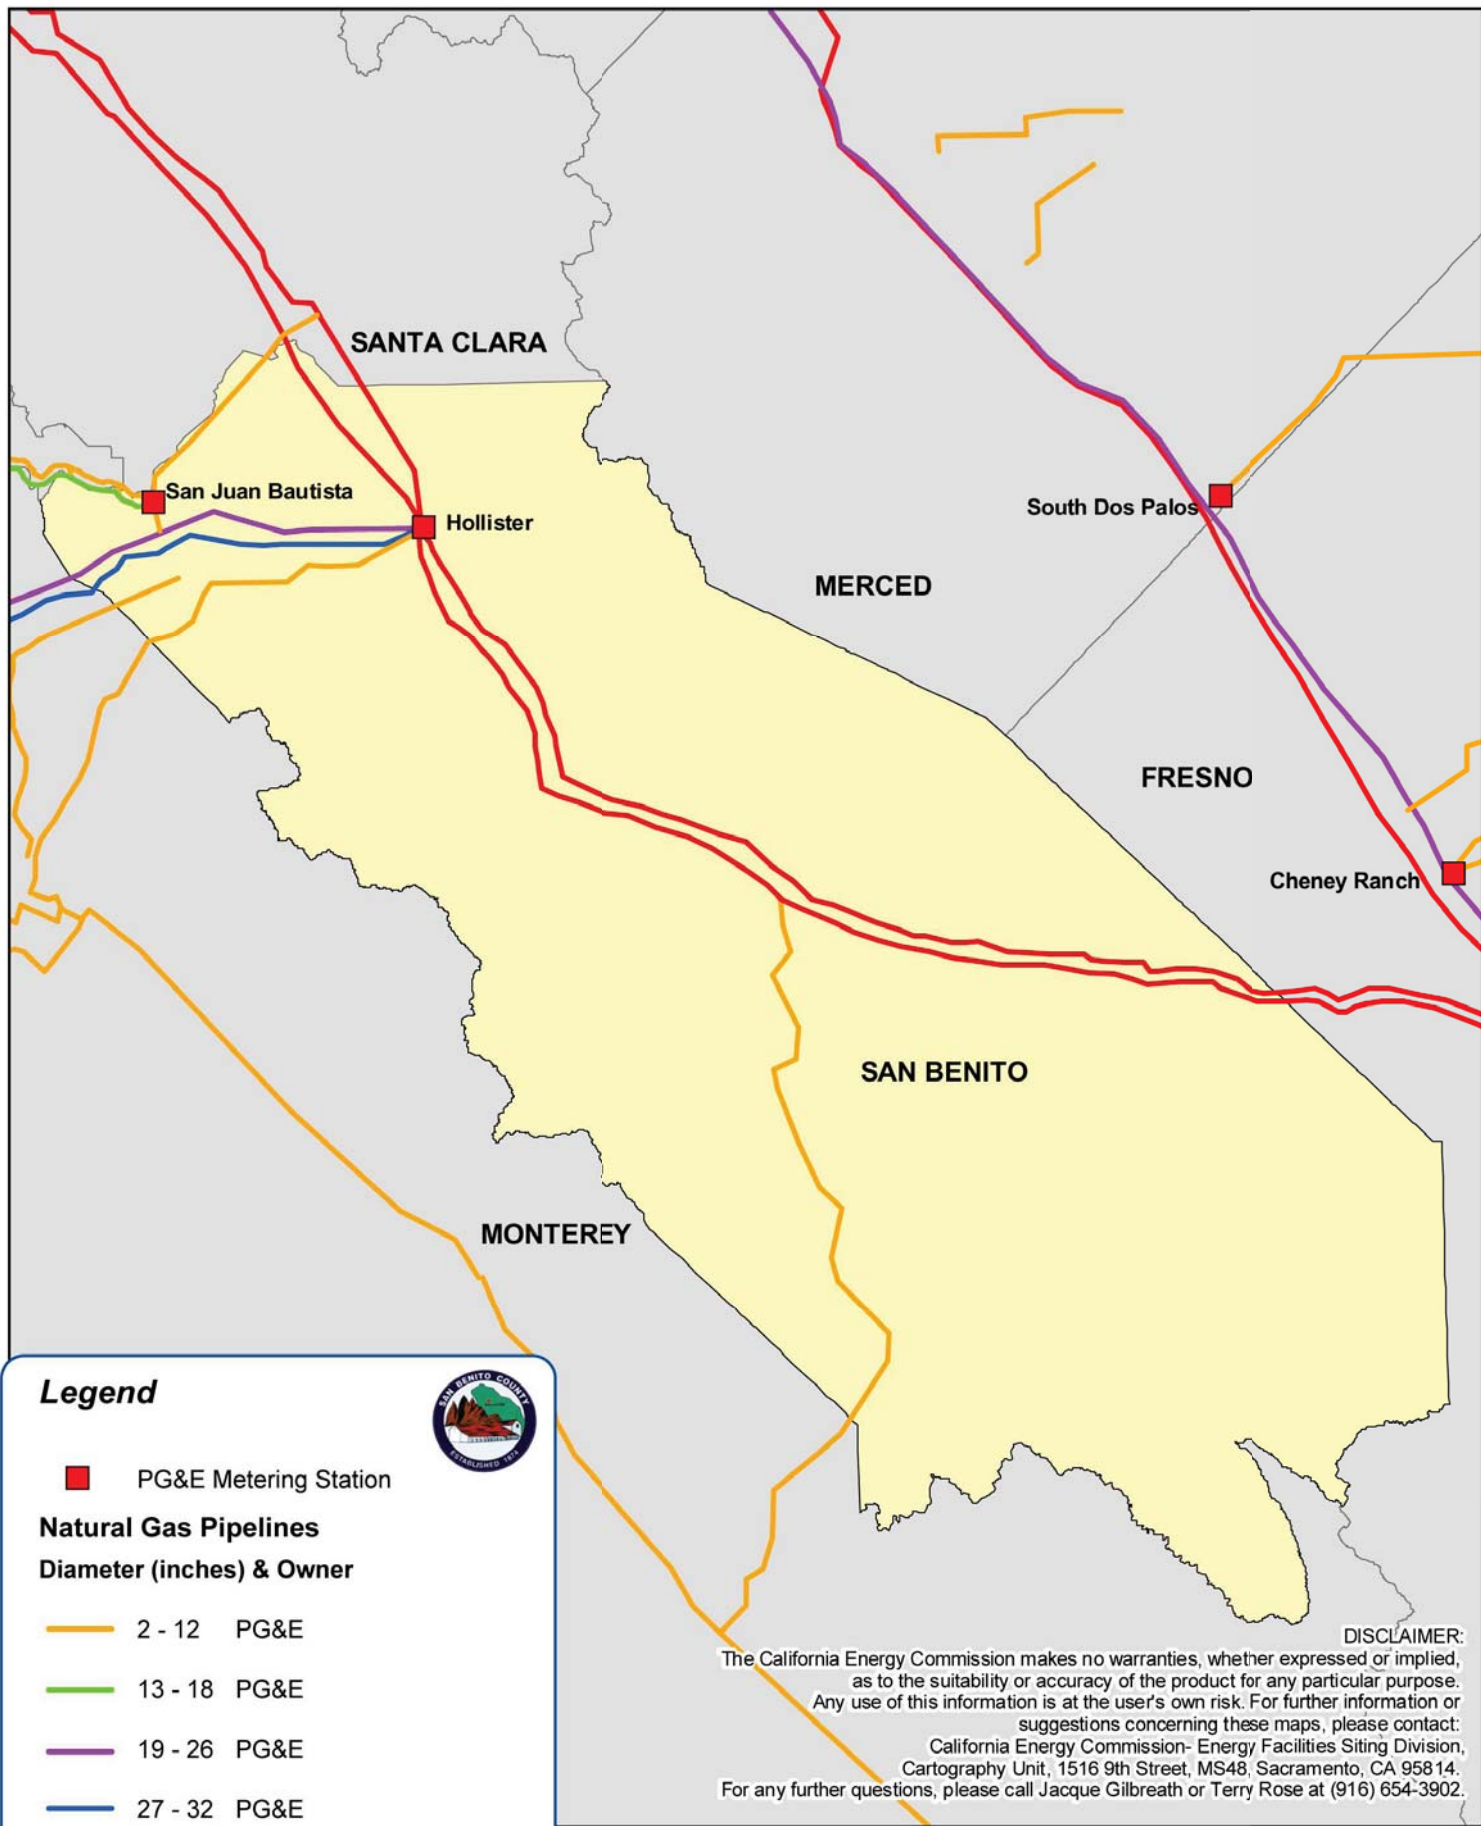 SANTA CLARA
San Juan Bautista
Hollister
South Dos Palos
MERCED
FRESNO
Cheney Ranch
SAN BENITO
MONTEREY
Legend
SAN BENITO COUNTY
ESTABLISHED 1874
PG&E Metering Station
Natural Gas Pipelines
Diameter (inches) & Owner
2 - 12 PG&E
13 - 18 PG&E
19 - 26 PG&E
27 - 32 PG&E
DISCLAIMER:
The California Energy Commission makes no warranties, whether expressed or implied,
as to the suitability or accuracy of the product for any particular purpose.
Any use of this information is at the user's own risk. For further information or
suggestions concerning these maps, please contact:
California Energy Commission- Energy Facilities Siting Division,
Cartography Unit, 1516 9th Street, MS48, Sacramento, CA 95814.
For any further questions, please call Jacque Gilbreath or Terry Rose at (916) 654-3902.